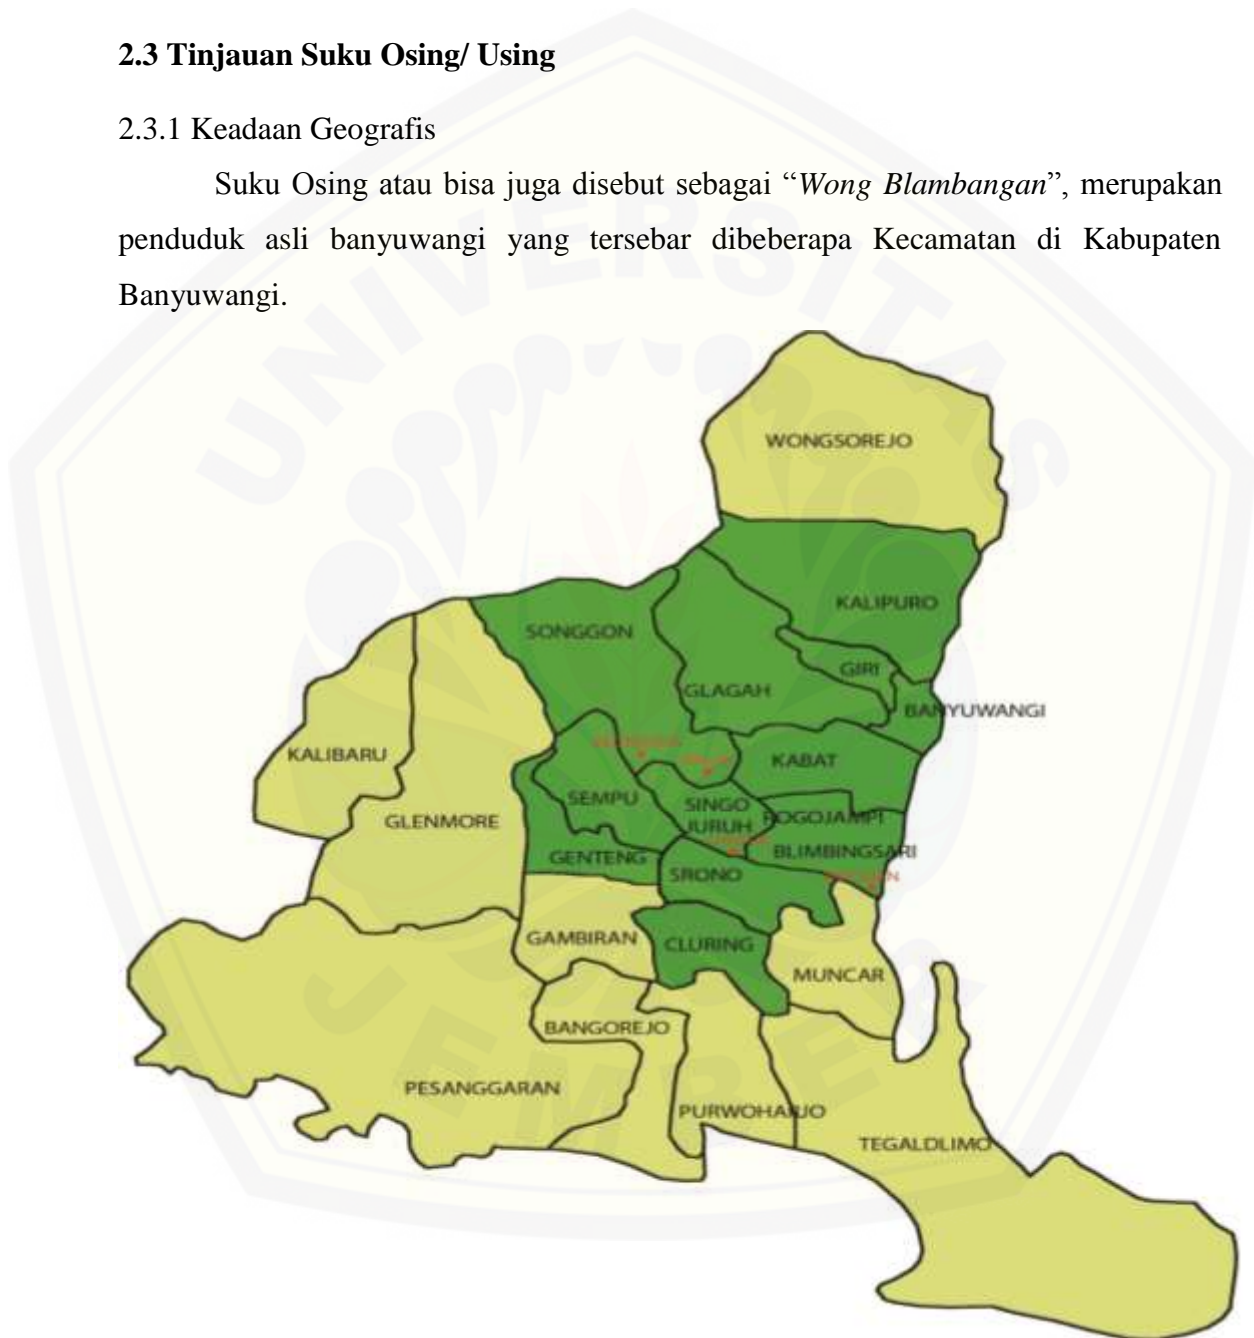 2.3 Tinjauan Suku Osing/ Using
2.3.1 Keadaan Geografis
Suku Osing atau bisa juga disebut sebagai “Wong Blambangan”, merupakan
penduduk asli banyuwangi yang tersebar dibeberapa Kecamatan di Kabupaten
Banyuwangi.
UNIVERSITAS
WONGSOREJO
KALIPURO
SONGGON
GIRI
GLAGAH
BANYUWANGI
KALIBARU
KABAT
SEMPU
SINGO
JURUH
ROGOJAMPI
GLENMORE
BLIMBINGSARI
GENTENG
SRONO
GAMBIRAN
CLURING
MUNCAR
BANGOREJO
PESANGGARAN
PURWOHARJO
TEGALDLIMO
JEMBER